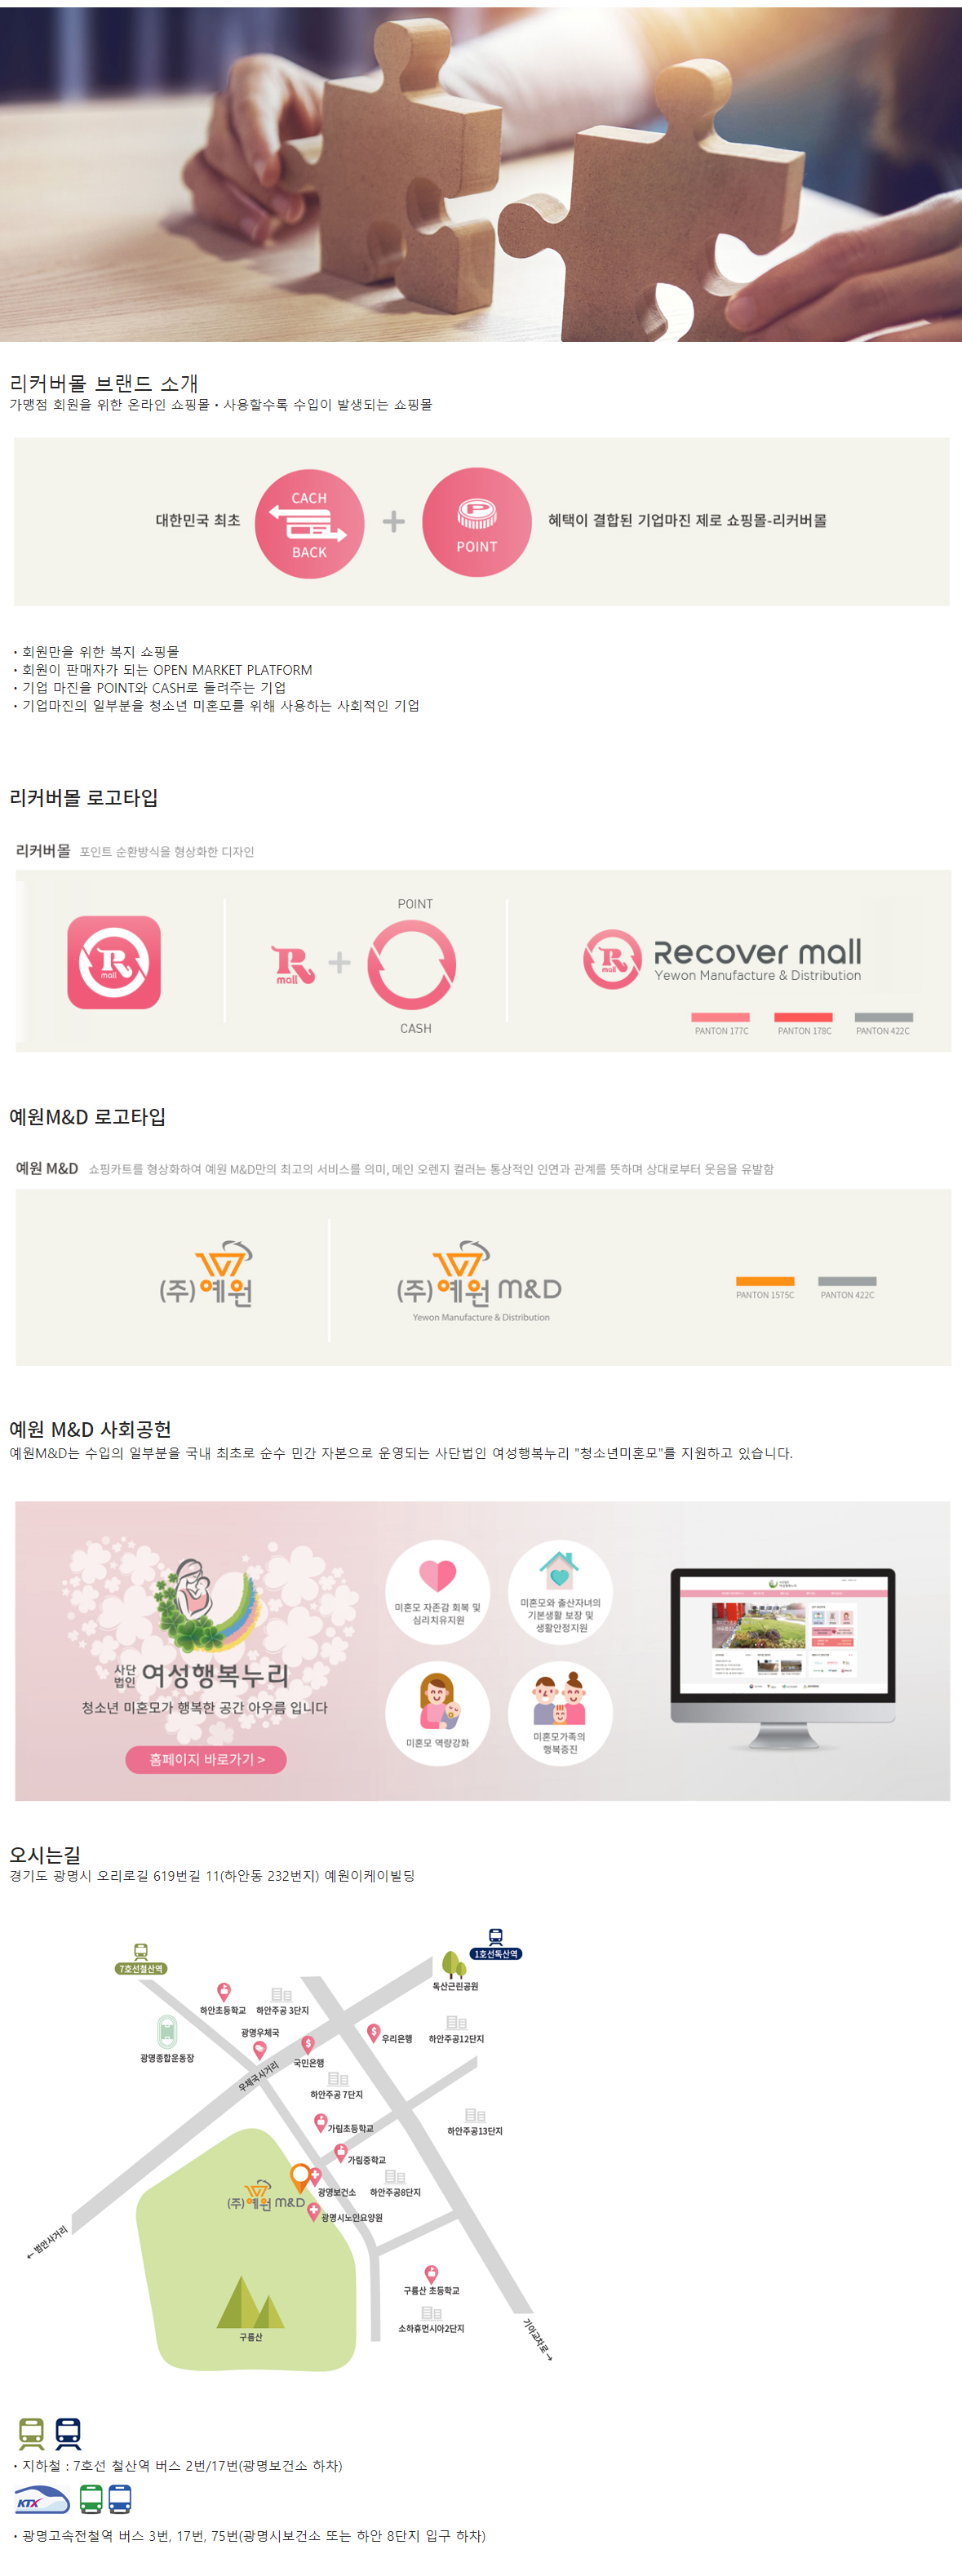 리커버몰 브랜드 소개
가맹점 회원을 위한 온라인 쇼핑몰 • 사용할수록 수입이 발생되는 쇼핑몰
대한민국 최초
CACH
BACK
+
P
POINT
혜택이 결합된 기업마진 제로 쇼핑몰-리커버몰
• 회원만을 위한 복지 쇼핑몰
• 회원이 판매자가 되는 OPEN MARKET PLATFORM
• 기업 마진을 POINT와 CASH로 돌려주는 기업
• 기업마진의 일부분을 청소년 미혼모를 위해 사용하는 사회적인 기업
리커버몰 로고타입
리커버몰 포인트 순환방식을 형상화한 디자인
R
mall
R
mall
+
POINT
CASH
R
mall
Recover mall
Yewon Manufacture & Distribution
PANTON 177C
PANTON 178C
PANTON 422C
예원M&D 로고타입
예원 M&D 쇼핑카트를 형상화하여 예원 M&D만의 최고의 서비스를 의미, 메인 오렌지 컬러는 통상적인 인연과 관계를 뜻하며 상대로부터 웃음을 유발함
(주)예원
(주)예원 M&D
Yewon Manufacture & Distribution
PANTON 1575C
PANTON 422C
예원 M&D 사회공헌
예원M&D는 수입의 일부분을 국내 최초로 순수 민간 자본으로 운영되는 사단법인 여성행복누리 "청소년미혼모"를 지원하고 있습니다.
사단법인 여성행복누리
청소년 미혼모가 행복한 공간 아우름 입니다
홈페이지 바로가기 >
미혼모 자존감 회복 및
심리치유지원
미혼모와 출산자녀의
기본생활 보장 및
생활안정지원
미혼모 역량강화
미혼모가족의
행복증진
오시는길
경기도 광명시 오리로길 619번길 11(하안동 232번지) 예원이케이빌딩
7호선철산역
1호선독산역
독산근린공원
하안초등학교
하안주공 3단지
광명우체국
우리은행
하안주공12단지
광명종합운동장
국민은행
우체국사거리
하안주공 7단지
가림초등학교
하안주공13단지
가림중학교
광명보건소
하안주공8단지
(주)예원 M&D
광명시노인요양원
← 범안사거리
구름산 초등학교
소하휴먼시아2단지
구름산
기아교차로 →
• 지하철 : 7호선 철산역 버스 2번/17번(광명보건소 하차)
KTX
• 광명고속전철역 버스 3번, 17번, 75번(광명시보건소 또는 하안 8단지 입구 하차)